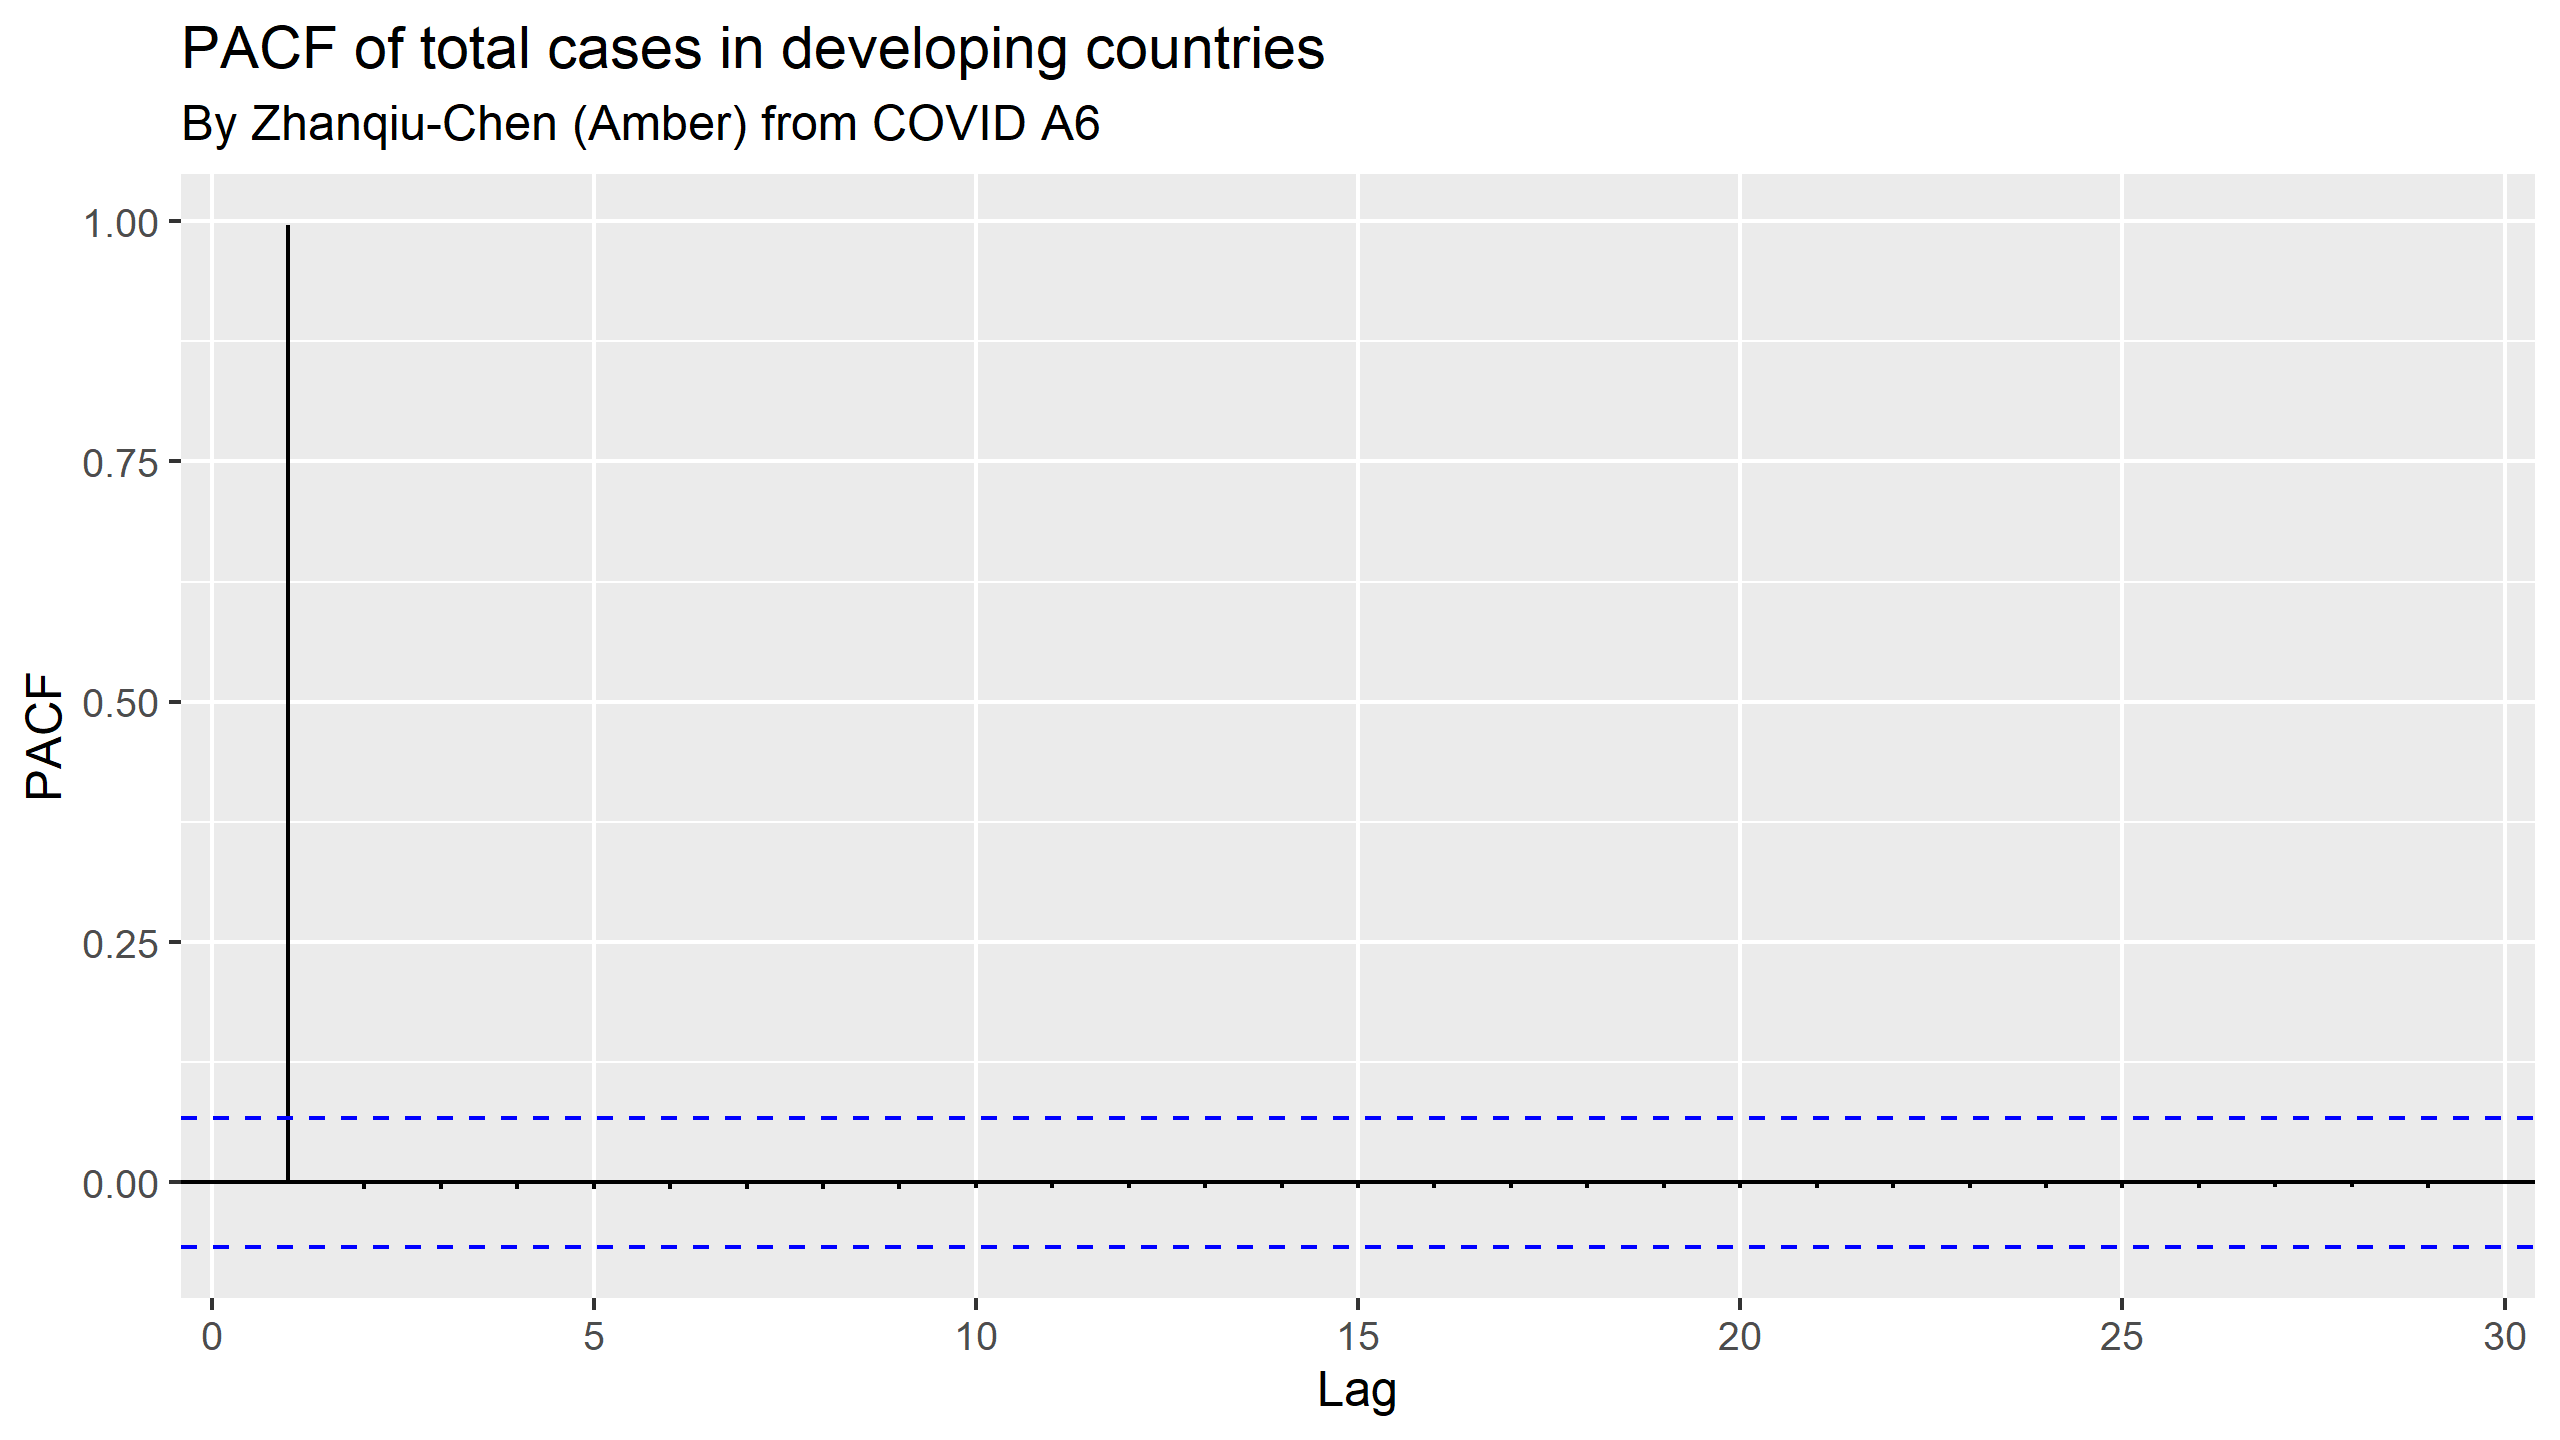 PACF of total cases in developing countries
By Zhanqiu-Chen (Amber) from COVID A6
PACF
1.00
0.75
0.50
0.25
0.00
0 5 10 15 20 25 30
Lag